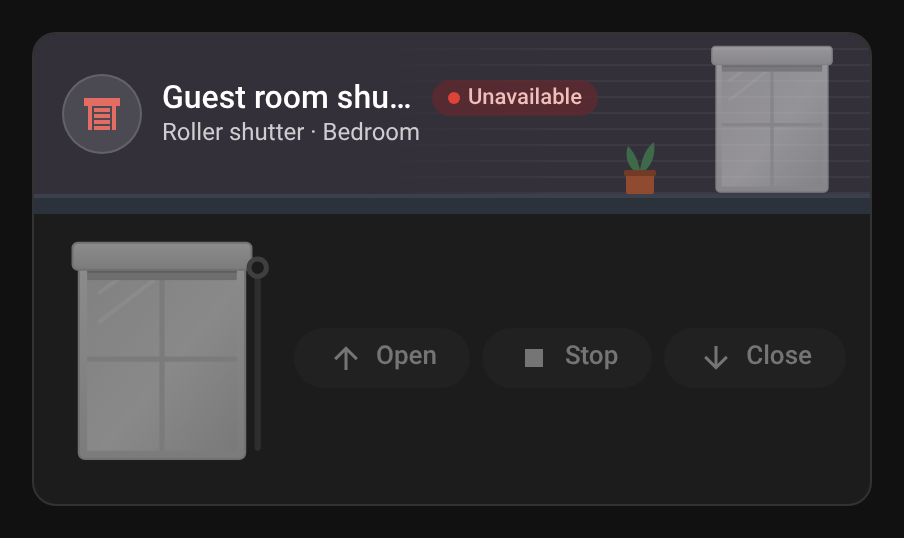 Guest room shu...
Unavailable
Roller shutter · Bedroom
Open
Stop
Close